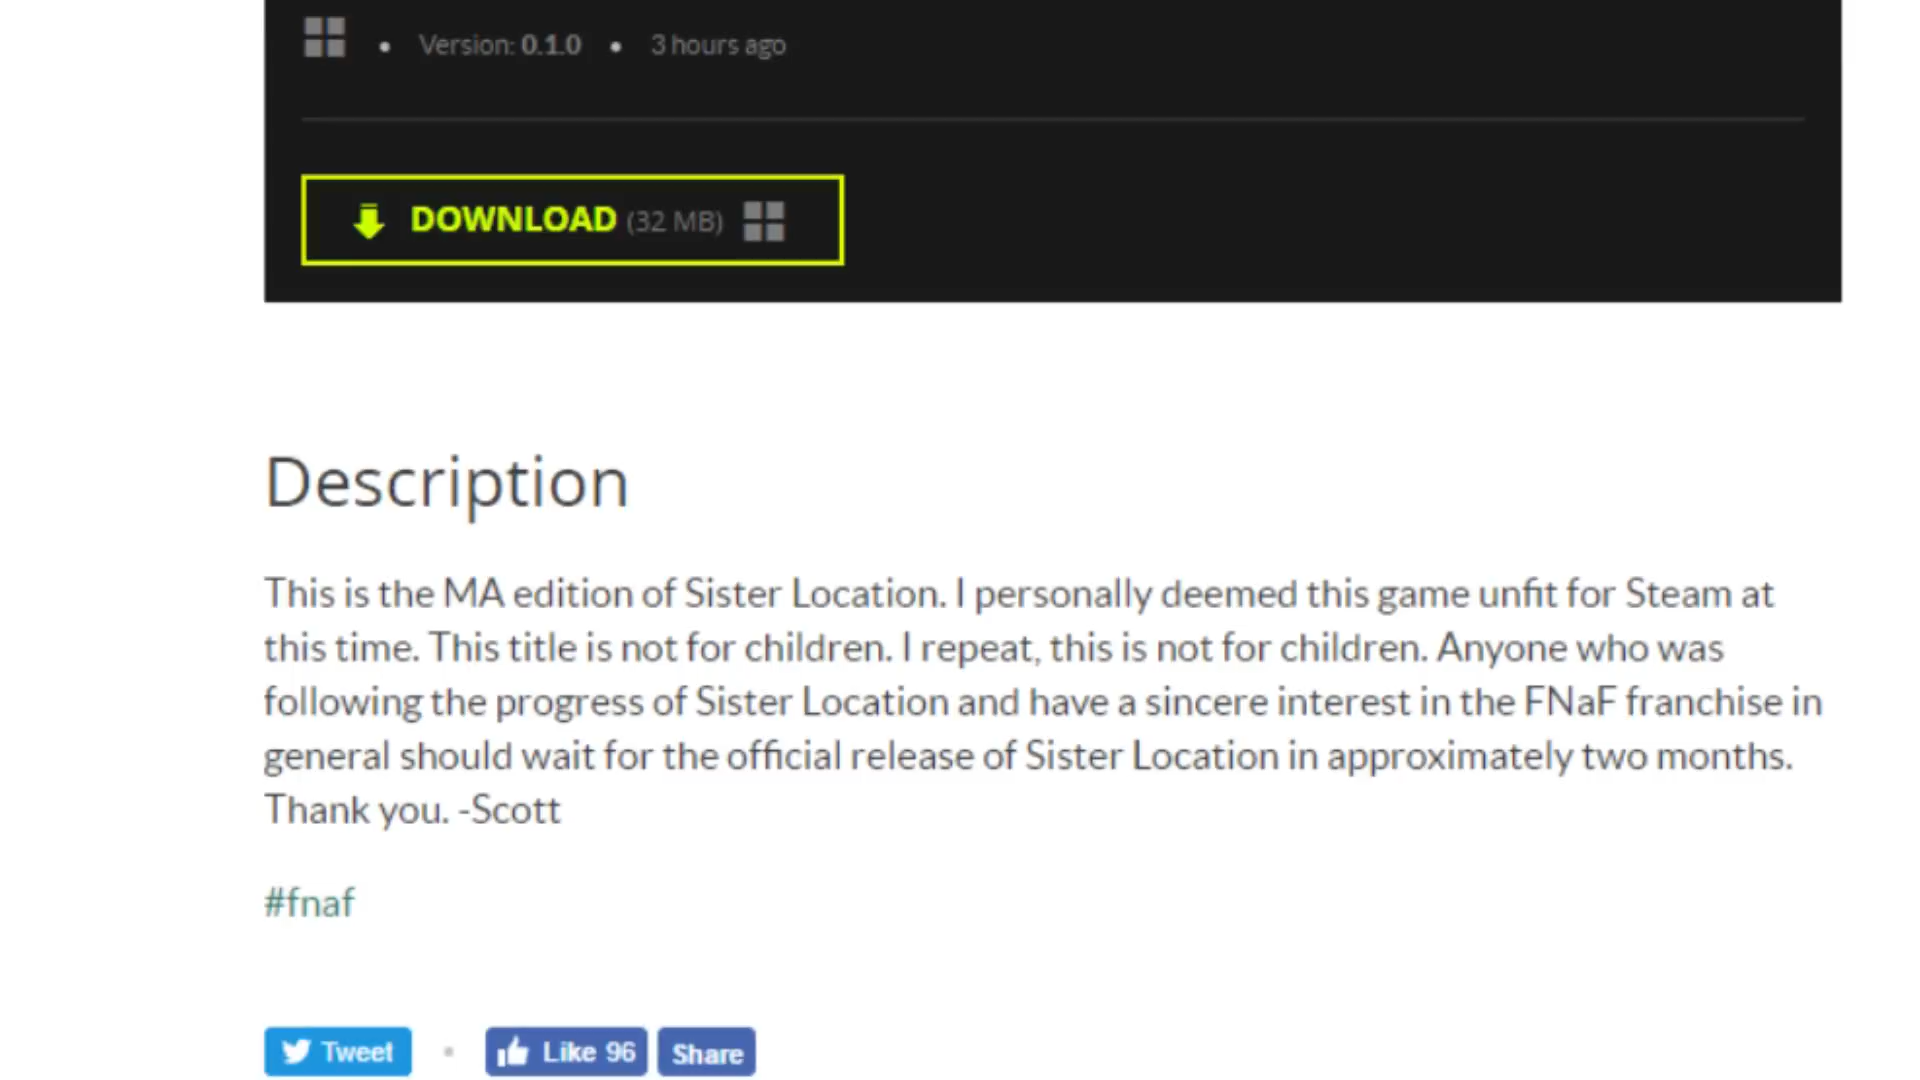 • Version: 0.1.0 • 3 hours ago
DOWNLOAD (32 MB)
Description
This is the MA edition of Sister Location. I personally deemed this game unfit for Steam at
this time. This title is not for children. I repeat, this is not for children. Anyone who was
following the progress of Sister Location and have a sincere interest in the FNaF franchise in
general should wait for the official release of Sister Location in approximately two months.
Thank you. -Scott
#fnaf
Tweet • Like 96 Share